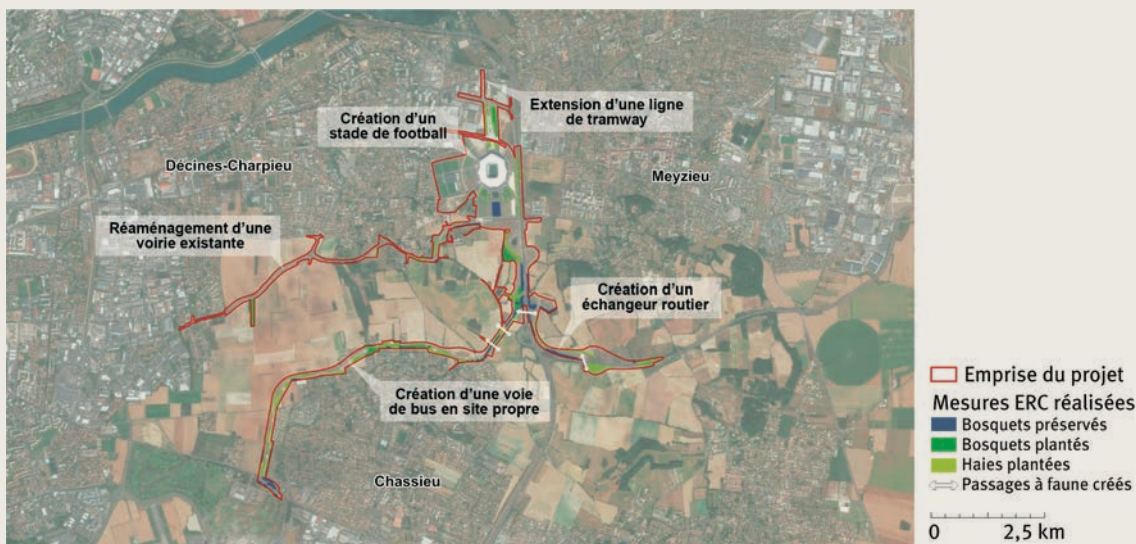 Création d'un
stade de football
Extension d'une ligne
de tramway
Décines-Charpieu
Meyzieu
Réaménagement d'une
voirie existante
Création d'un
échangeur routier
Création d'une voie
de bus en site propre
Chassieu
Emprise du projet
Mesures ERC réalisées
Bosquets préservés
Bosquets plantés
Haies plantées
Passages à faune créés
0 2,5 km